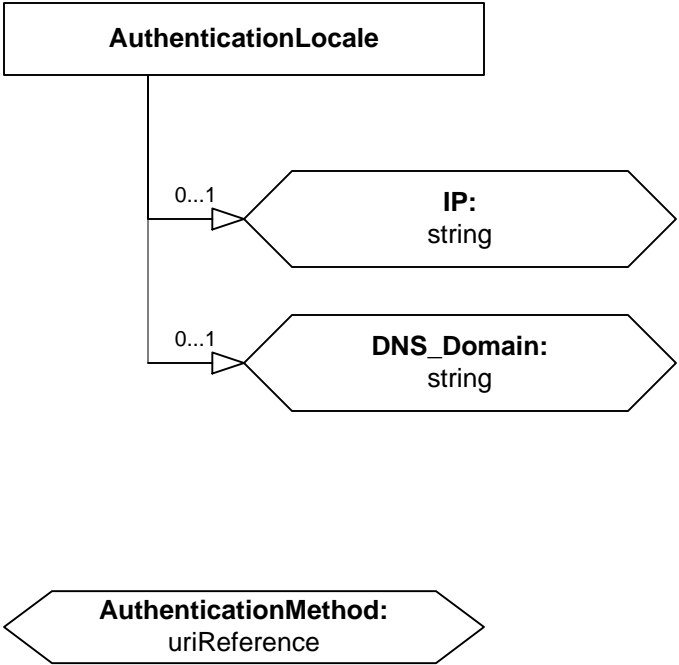 AuthenticationLocale
0...1
IP:
string
0...1
DNS_Domain:
string
AuthenticationMethod:
uriReference